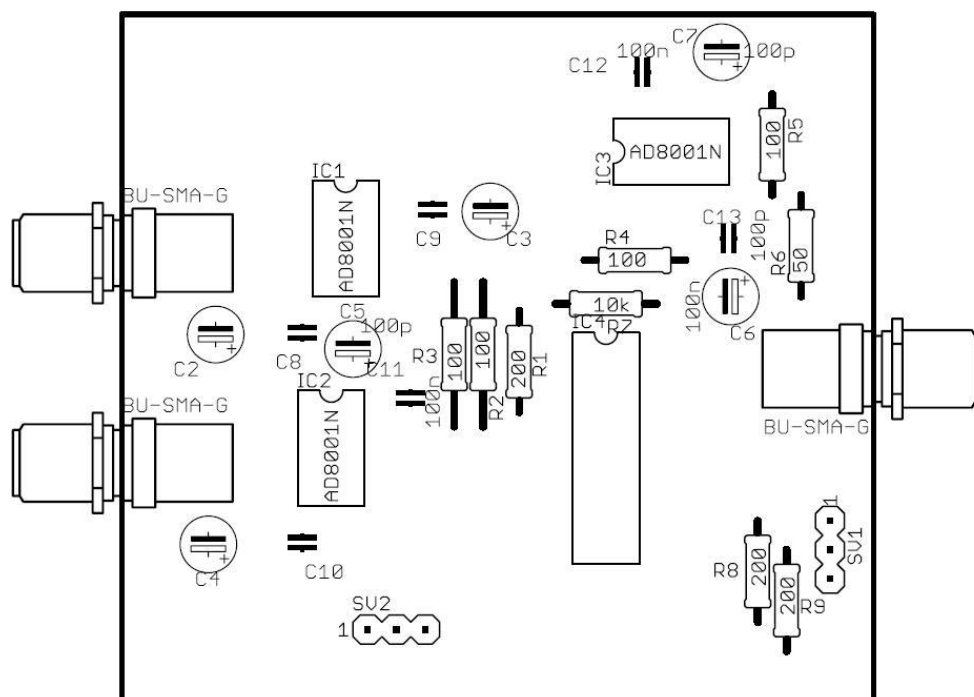 C7
100n
100p
C12
100
R5
AD8001N
IC3
IC1
BU-SMA-G
AD8001N
C9
C3
C13
100p
R4
100
R6
50
10k
100n
IC4
R7
C6
C5
100p
C2
C8
C11
R3
100
100
200
R1
IC2
100n
R2
BU-SMA-G
AD8001N
BU-SMA-G
1
SV1
C10
C4
R8
200
200
R9
SV2
1